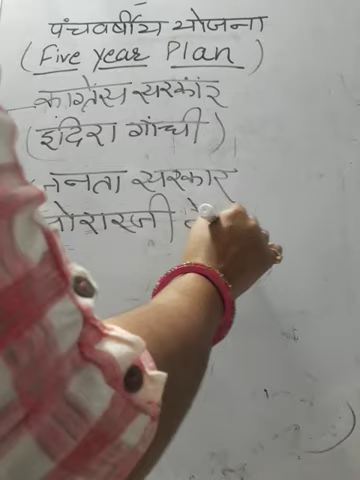 पंचवर्षीय योजना
(Five Year Plan)
काग्रेंस सरकार
(इंदिरा गांधी)
जनता सरकार
मोरारजी